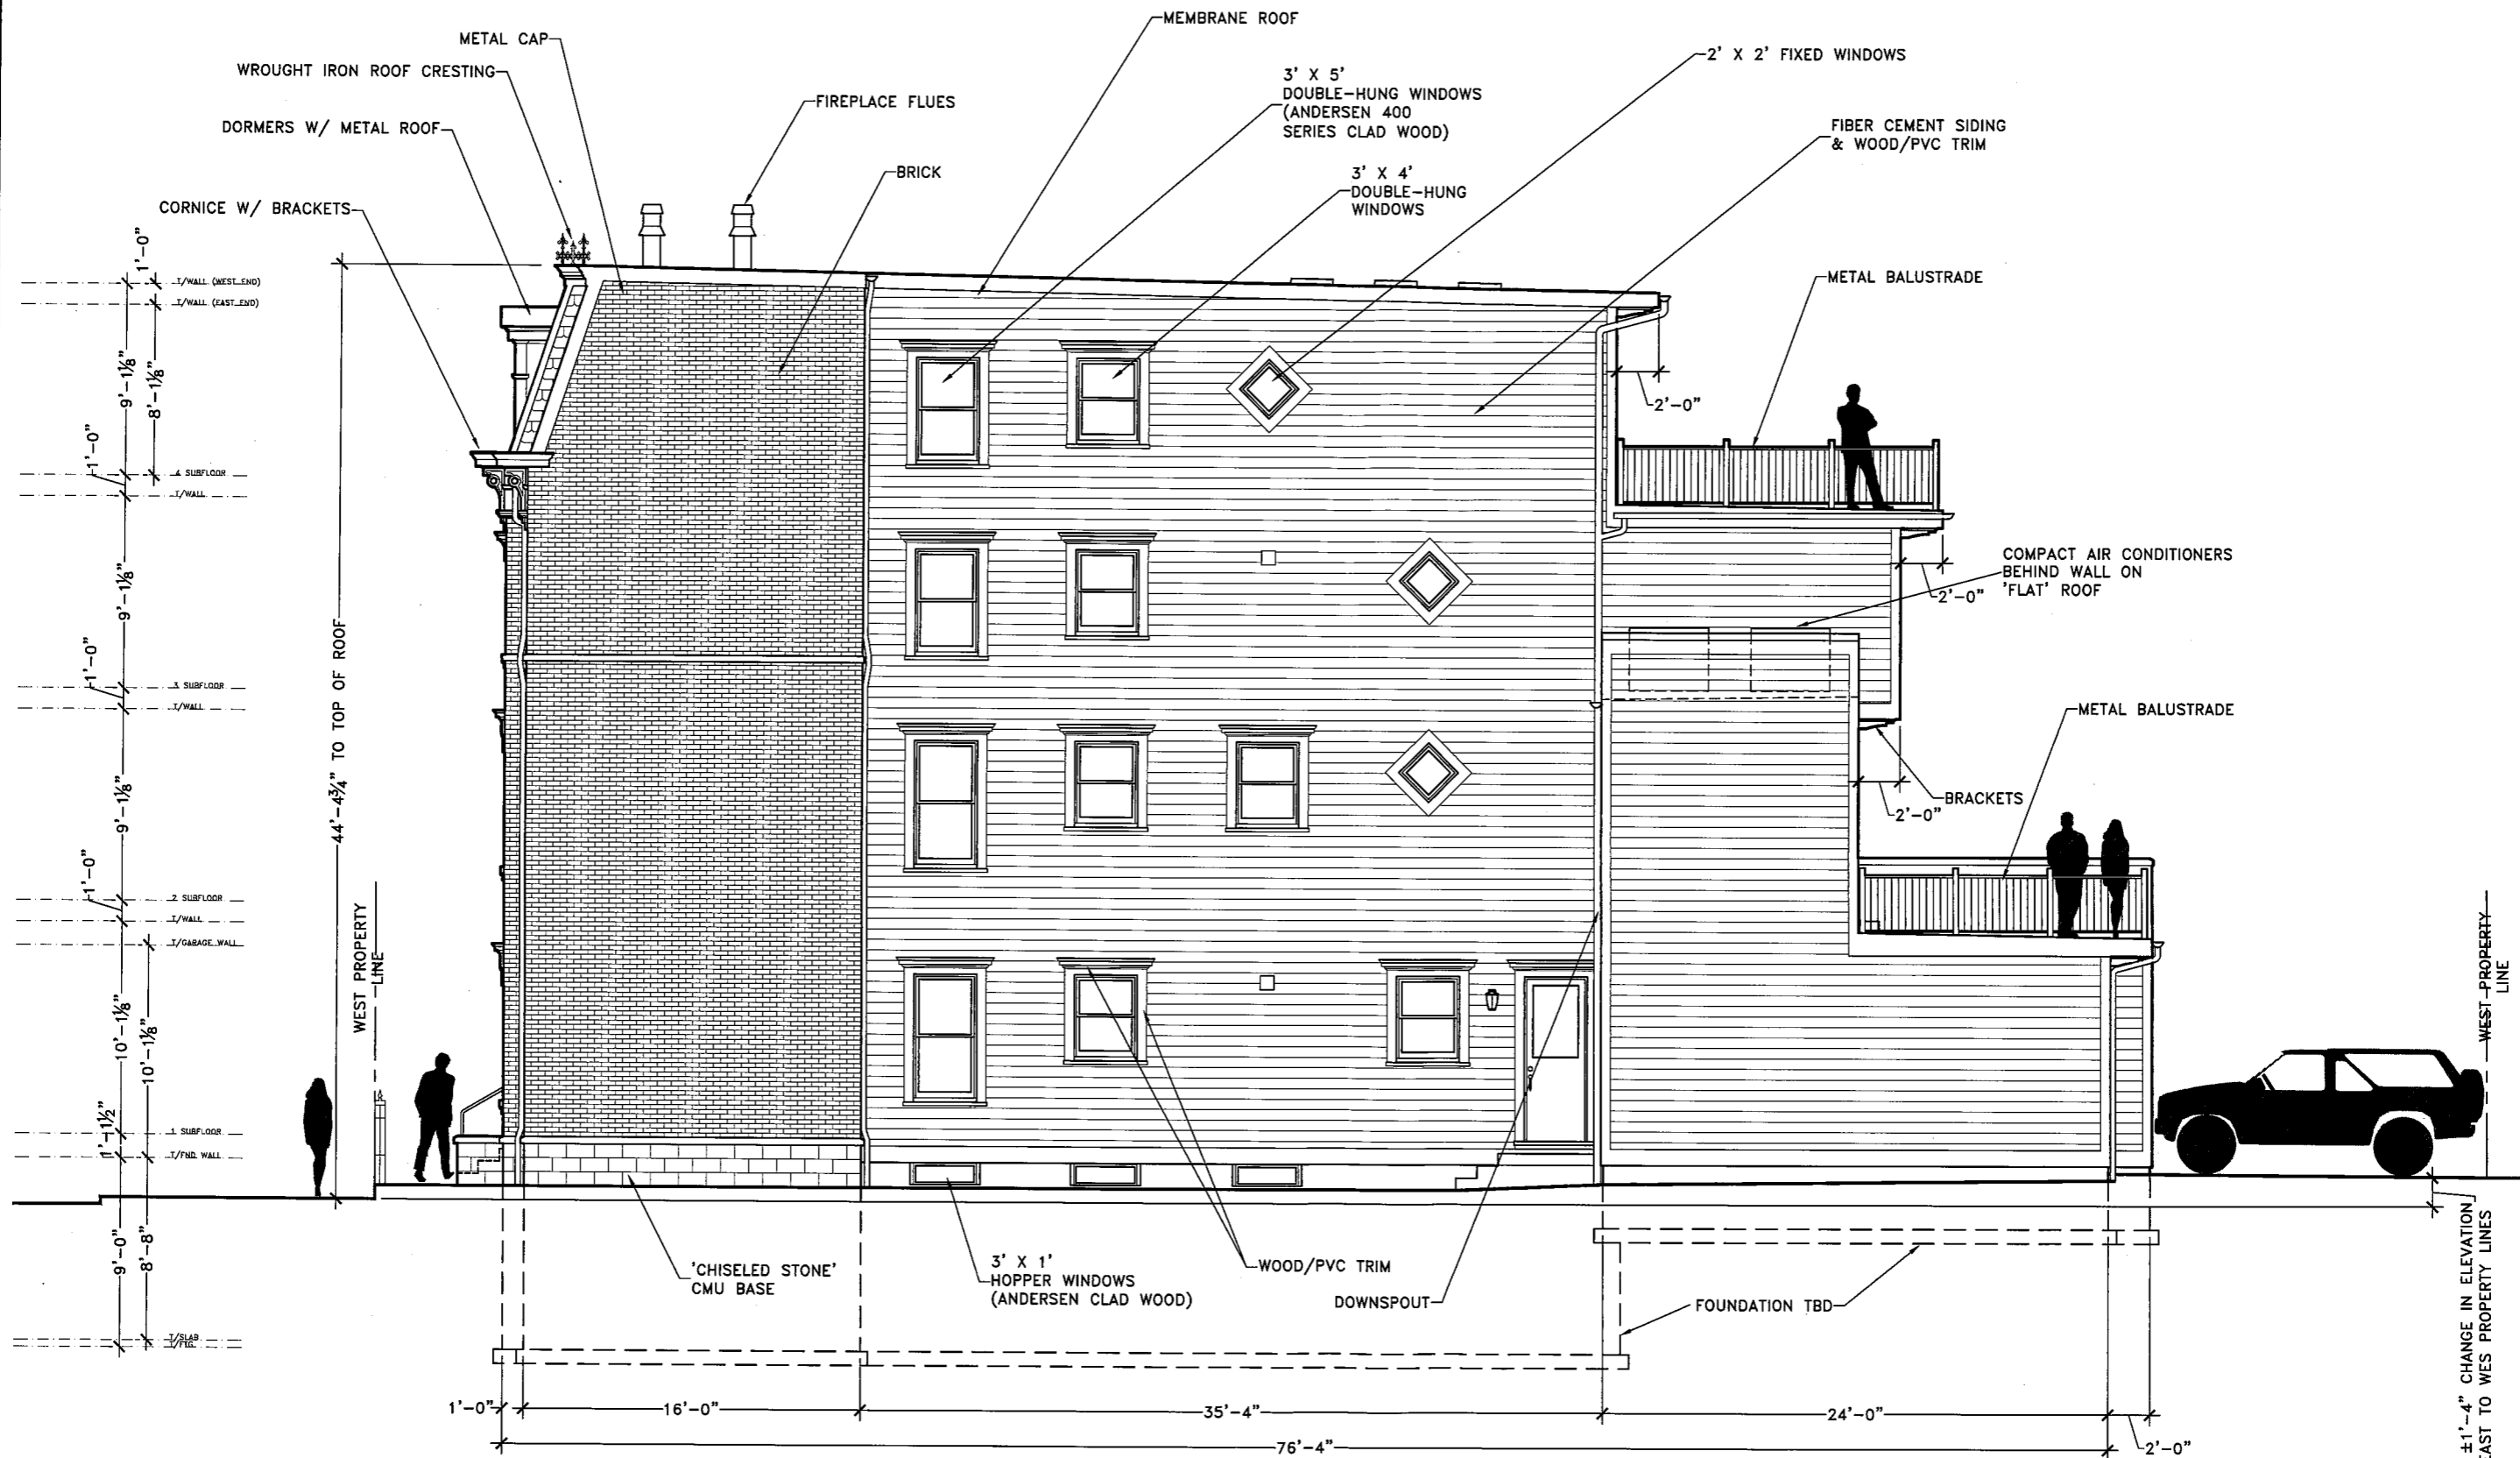 MEMBRANE ROOF
METAL CAP
WROUGHT IRON ROOF CRESTING
DORMERS W/ METAL ROOF
CORNICE W/ BRACKETS
FIREPLACE FLUES
BRICK
3' X 5'
DOUBLE-HUNG WINDOWS
(ANDERSEN 400
SERIES CLAD WOOD)
3' X 4'
DOUBLE-HUNG
WINDOWS
2' X 2' FIXED WINDOWS
FIBER CEMENT SIDING
& WOOD/PVC TRIM
METAL BALUSTRADE
2'-0"
COMPACT AIR CONDITIONERS
BEHIND WALL ON
'FLAT' ROOF
2'-0"
METAL BALUSTRADE
BRACKETS
2'-0"
1'-0"
T/WALL (WEST END)
T/WALL (EAST END)
9'-1⅛"
8'-1⅛"
1'-0"
4 SUBFLOOR
T/WALL
9'-1⅛"
1'-0"
3 SUBFLOOR
T/WALL
9'-1⅛"
1'-0"
2 SUBFLOOR
T/WALL
T/GARAGE WALL
10'-1⅛"
10'-1⅛"
1'-1½"
1 SUBFLOOR
T/FND WALL
9'-0"
8'-8"
T/SLAB
T/FTG
44'-4¾" TO TOP OF ROOF
WEST PROPERTY
LINE
WEST PROPERTY
LINE
'CHISELED STONE'
CMU BASE
3' X 1'
HOPPER WINDOWS
(ANDERSEN CLAD WOOD)
WOOD/PVC TRIM
DOWNSPOUT
FOUNDATION TBD
±1'-4" CHANGE IN ELEVATION
EAST TO WES PROPERTY LINES
1'-0"
16'-0"
35'-4"
24'-0"
76'-4"
2'-0"